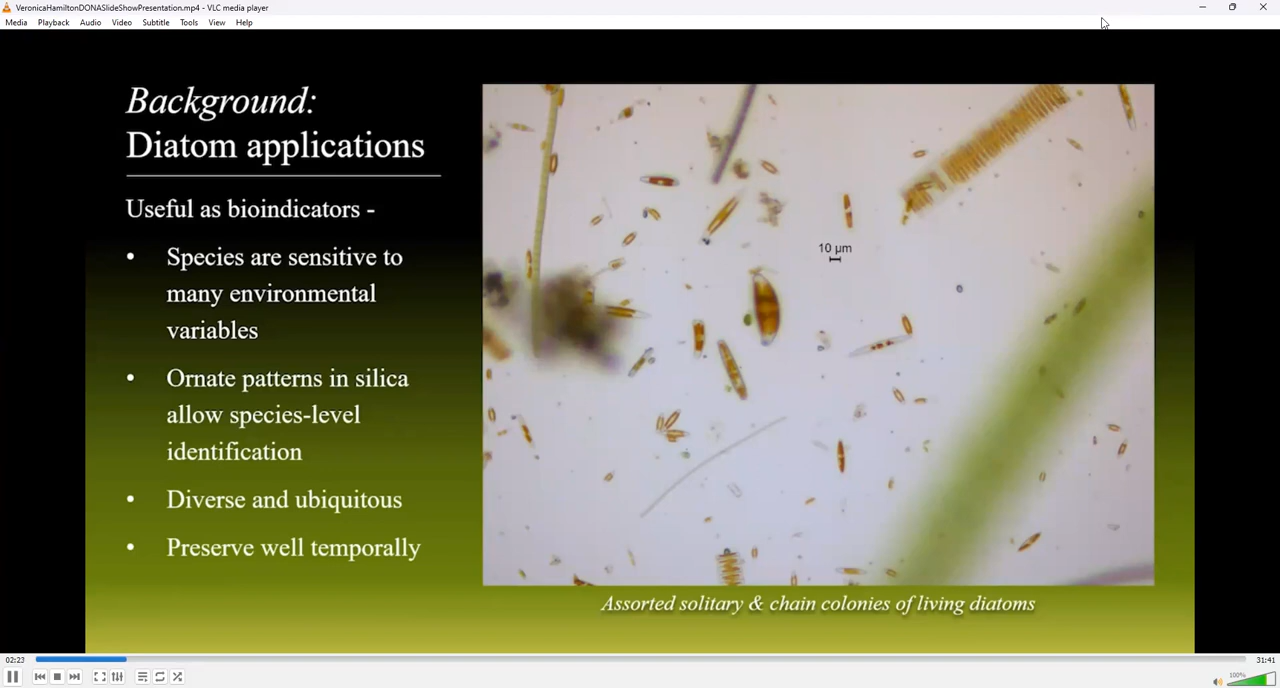 VeronicaHamiltonDONASlideShowPresentation.mp4 - VLC media player
Media Playback Audio Video Subtitle Tools View Help
Background:
Diatom applications
Useful as bioindicators -
• Species are sensitive to
many environmental
variables
• Ornate patterns in silica
allow species-level
identification
• Diverse and ubiquitous
• Preserve well temporally
10 µm
Assorted solitary & chain colonies of living diatoms
02:23
31:41
100%